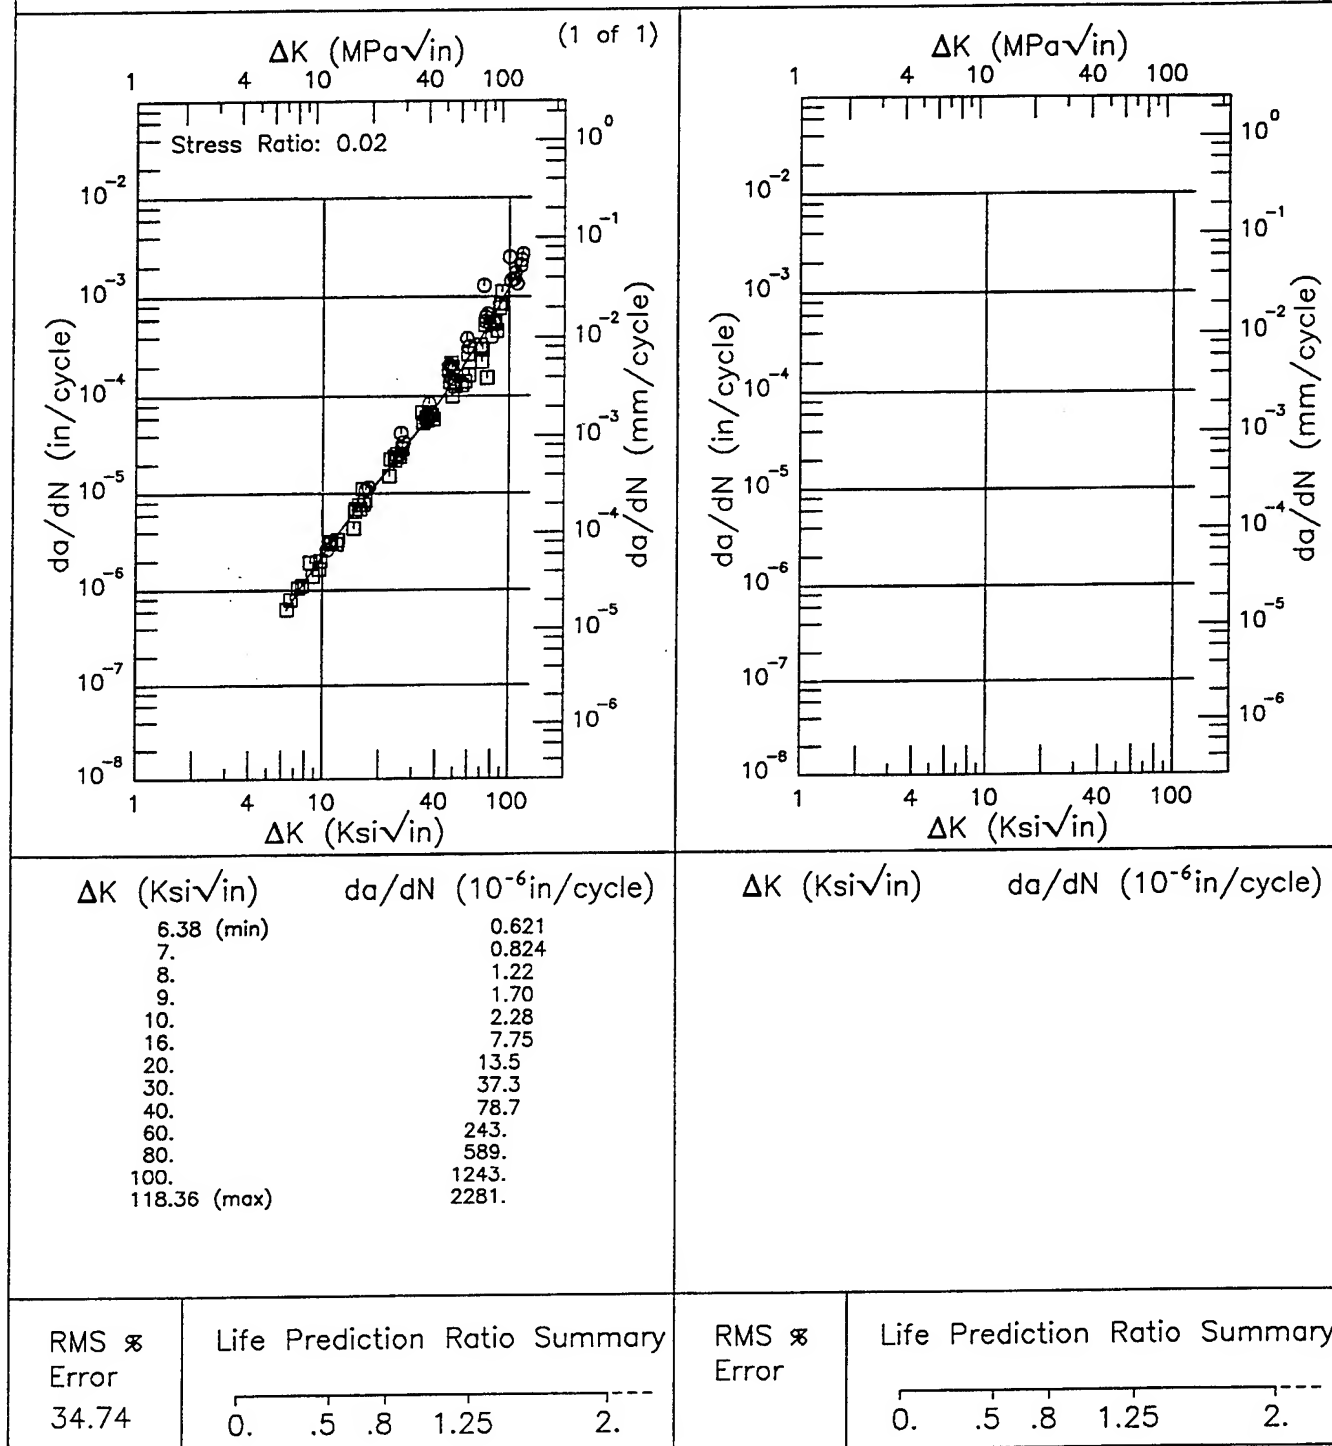 (1 of 1)
ΔK (MPa√in)
1 4 10 40 100
Stress Ratio: 0.02
da/dN (in/cycle)
10⁻²
10⁻³
10⁻⁴
10⁻⁵
10⁻⁶
10⁻⁷
10⁻⁸
10⁰
10⁻¹
10⁻²
10⁻³
10⁻⁴
10⁻⁵
10⁻⁶
da/dN (mm/cycle)
1 4 10 40 100
ΔK (Ksi√in)
ΔK (MPa√in)
1 4 10 40 100
da/dN (in/cycle)
10⁻²
10⁻³
10⁻⁴
10⁻⁵
10⁻⁶
10⁻⁷
10⁻⁸
10⁰
10⁻¹
10⁻²
10⁻³
10⁻⁴
10⁻⁵
10⁻⁶
da/dN (mm/cycle)
1 4 10 40 100
ΔK (Ksi√in)
ΔK (Ksi√in) da/dN (10⁻⁶in/cycle)
6.38 (min) 0.621
7. 0.824
8. 1.22
9. 1.70
10. 2.28
16. 7.75
20. 13.5
30. 37.3
40. 78.7
60. 243.
80. 589.
100. 1243.
118.36 (max) 2281.
ΔK (Ksi√in) da/dN (10⁻⁶in/cycle)
RMS %
Error
34.74
Life Prediction Ratio Summary
0. .5 .8 1.25 2.
RMS %
Error
Life Prediction Ratio Summary
0. .5 .8 1.25 2.